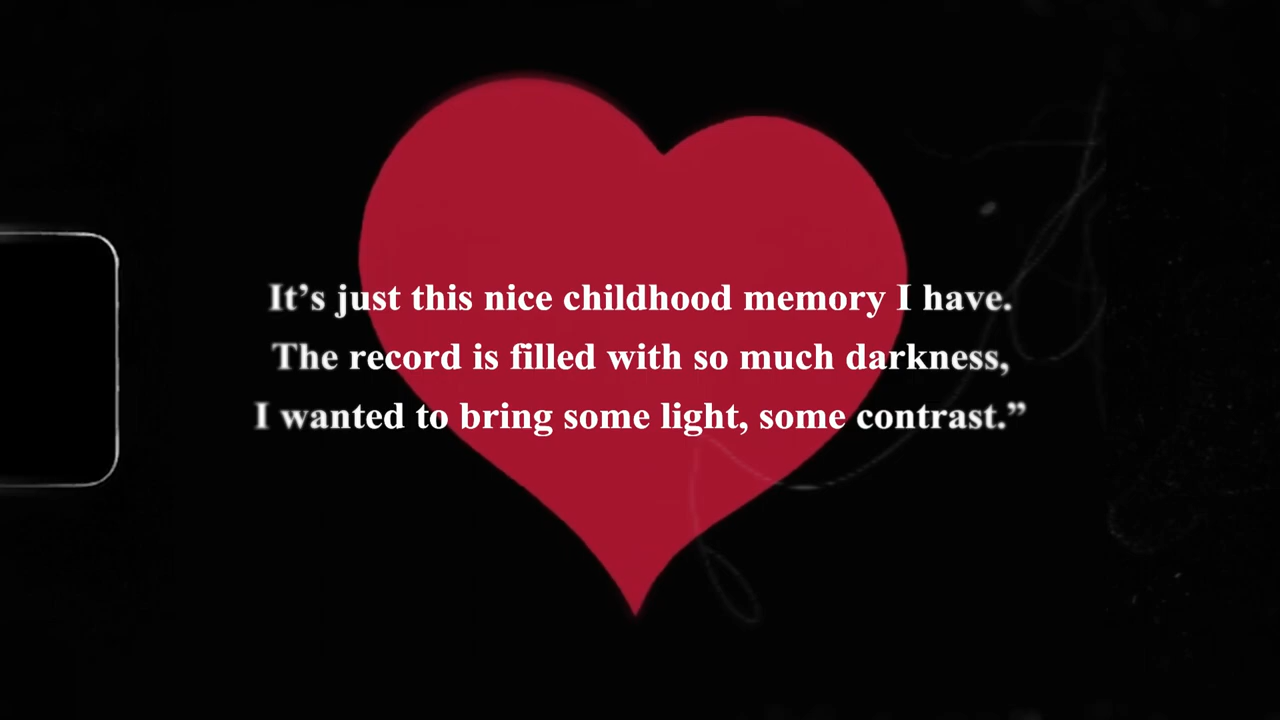 It’s just this nice childhood memory I have.
The record is filled with so much darkness,
I wanted to bring some light, some contrast.”